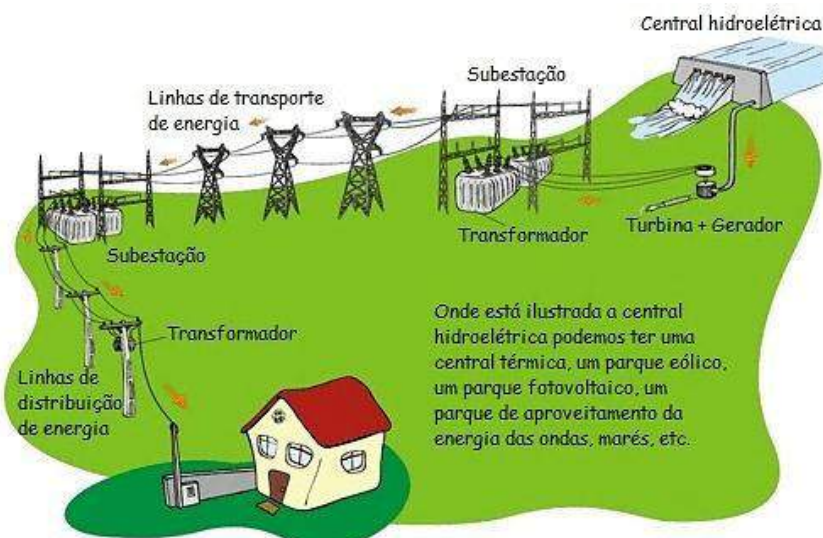 Central hidroelétrica
Subestação
Linhas de transporte
de energia
Transformador
Turbina + Gerador
Subestação
Transformador
Linhas de
distribuição
de energia
Onde está ilustrada a central
hidroelétrica podemos ter uma
central térmica, um parque eólico,
um parque fotovoltaico, um
parque de aproveitamento da
energia das ondas, marés, etc.